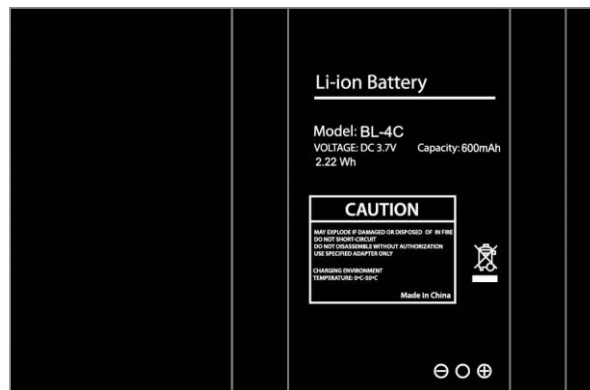 Li-ion Battery
Model: BL-4C
VOLTAGE: DC 3.7V Capacity: 600mAh
2.22 Wh
CAUTION
MAY EXPLODE IF DAMAGED OR DISPOSED OF IN FIRE
DO NOT SHORT-CIRCUIT
DO NOT DISASSEMBLE WITHOUT AUTHORIZATION
USE SPECIFIED ADAPTER ONLY
CHARGING ENVIRONMENT
TEMPERATURE: 0°C-50°C
Made In China